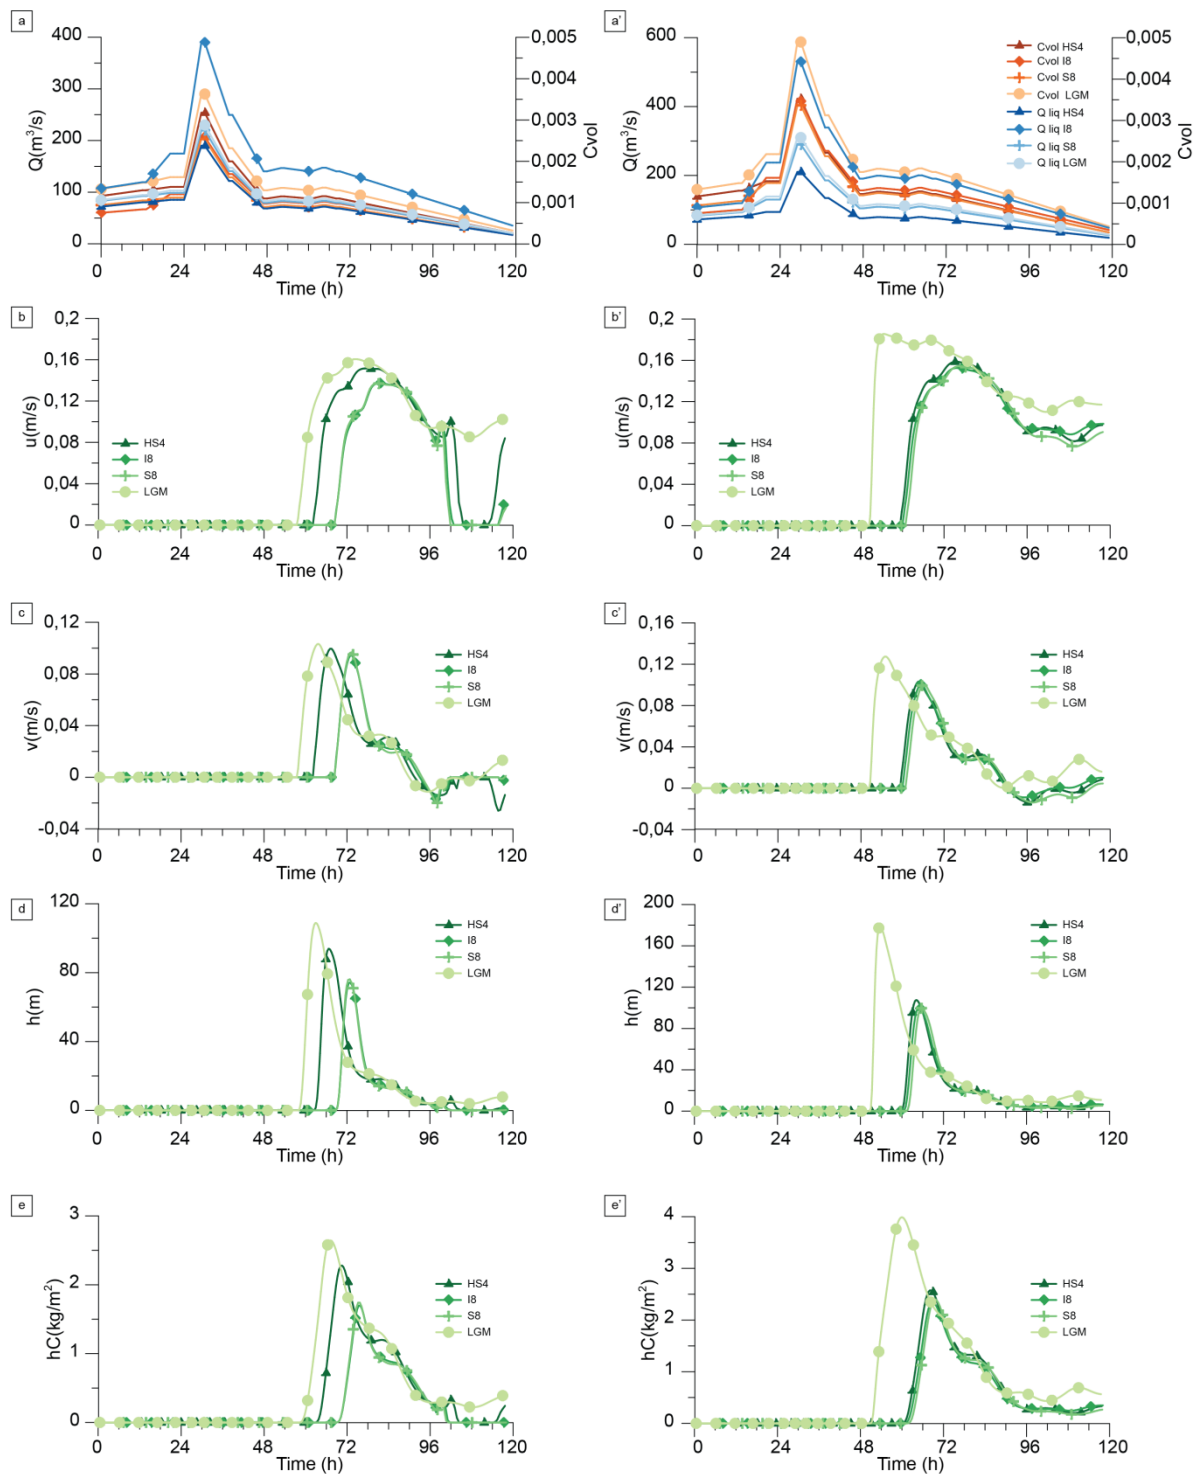 a
400
300
200
100
0
Q(m³/s)
0,005
0,004
0,003
0,002
0,001
0
Cvol
0 24 48 72 96 120
Time (h)
a'
600
400
200
0
Q(m³/s)
0,005
0,004
0,003
0,002
0,001
0
Cvol
Cvol HS4
Cvol I8
Cvol S8
Cvol LGM
Q liq HS4
Q liq I8
Q liq S8
Q liq LGM
0 24 48 72 96 120
Time (h)
b
0,2
0,16
0,12
0,08
0,04
0
u(m/s)
HS4
I8
S8
LGM
0 24 48 72 96 120
Time (h)
b'
0,2
0,16
0,12
0,08
0,04
0
u(m/s)
HS4
I8
S8
LGM
0 24 48 72 96 120
Time (h)
c
0,12
0,08
0,04
0
-0,04
v(m/s)
HS4
I8
S8
LGM
0 24 48 72 96 120
Time (h)
c'
0,16
0,12
0,08
0,04
0
-0,04
v(m/s)
HS4
I8
S8
LGM
0 24 48 72 96 120
Time (h)
d
120
80
40
0
h(m)
HS4
I8
S8
LGM
0 24 48 72 96 120
Time (h)
d'
200
160
120
80
40
0
h(m)
HS4
I8
S8
LGM
0 24 48 72 96 120
Time (h)
e
3
2
1
0
hC(kg/m²)
HS4
I8
S8
LGM
0 24 48 72 96 120
Time (h)
e'
4
3
2
1
0
hC(kg/m²)
HS4
I8
S8
LGM
0 24 48 72 96 120
Time (h)